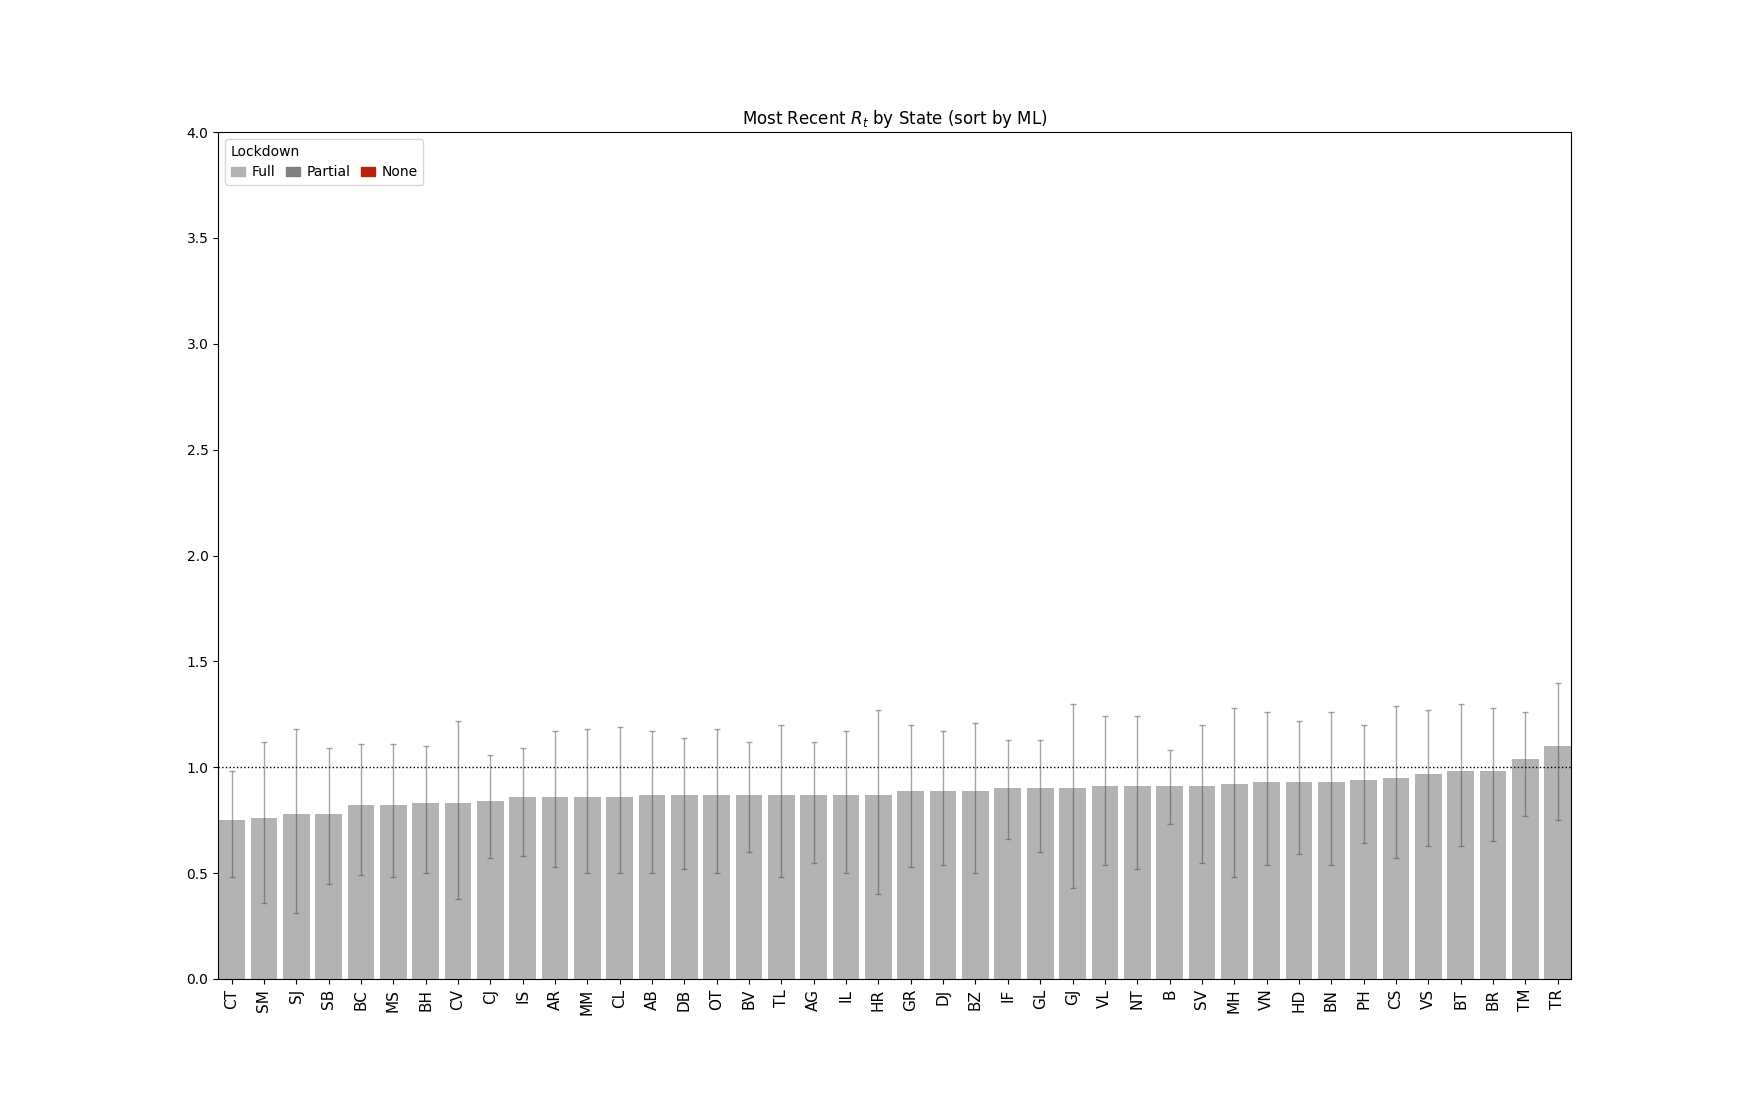 Most Recent Rt by State (sort by ML)
Lockdown
Full Partial None
4.0
3.5
3.0
2.5
2.0
1.5
1.0
0.5
0.0
CT SM SJ SB BC MS BH CV CJ IS AR MM CL AB DB OT BV TL AG IL HR GR DJ BZ IF GL GJ VL NT B SV MH VN HD BN PH CS VS BT BR TM TR